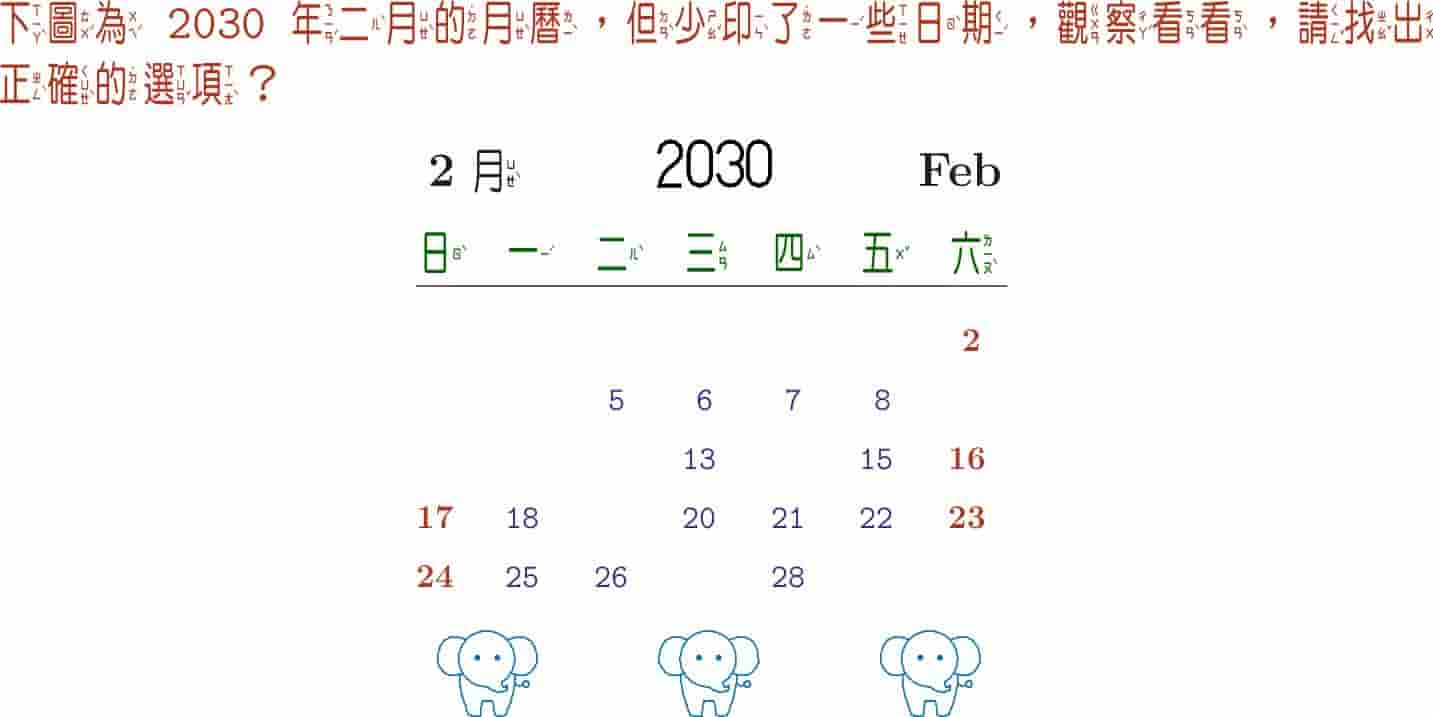 下圖為 2030 年二月的月曆，但少印了一些日期，觀察看看，請找出
正確的選項？
2 月 2030 Feb
日 一 二 三 四 五 六
2
5 6 7 8
13 15 16
17 18 20 21 22 23
24 25 26 28